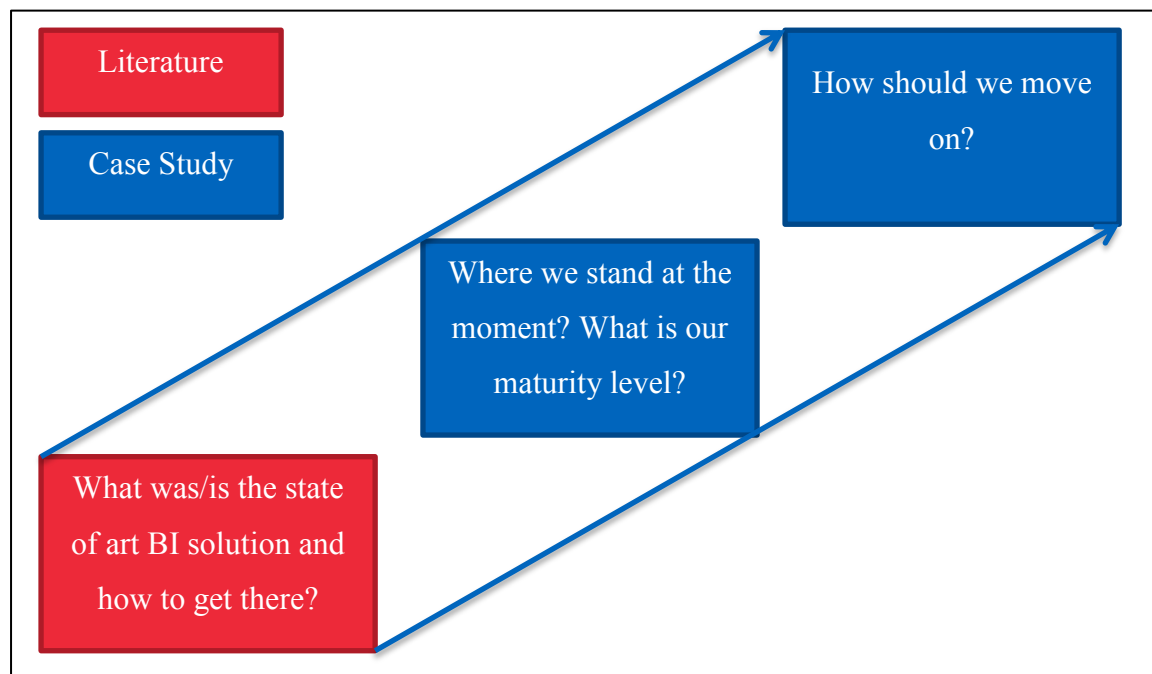 Literature
Case Study
How should we move
on?
Where we stand at the
moment? What is our
maturity level?
What was/is the state
of art BI solution and
how to get there?